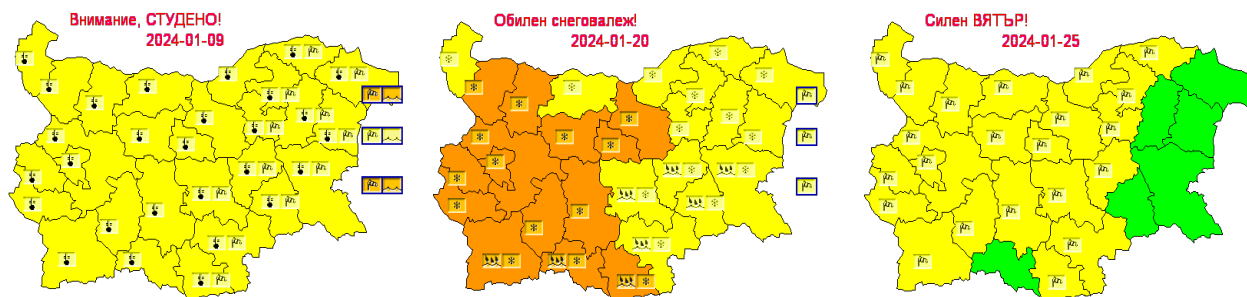 Внимание, СТУДЕНО!
2024-01-09
Обилен снеговалеж!
2024-01-20
Силен ВЯТЪР!
2024-01-25